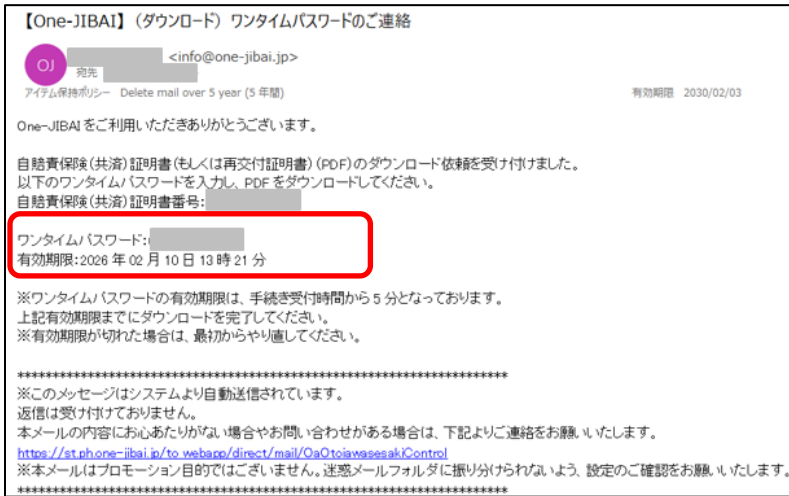 【One-JIBAI】（ダウンロード）ワンタイムパスワードのご連絡
OJ
<info@one-jibai.jp>
宛先
アイテム保持ポリシー Delete mail over 5 year (5 年間)
有効期限 2030/02/03
One-JIBAIをご利用いただきありがとうございます。
自賠責保険(共済)証明書(もしくは再交付証明書)(PDF)のダウンロード依頼を受け付けました。
以下のワンタイムパスワードを入力し、PDFをダウンロードしてください。
自賠責保険(共済)証明書番号:
ワンタイムパスワード:
有効期限:2026 年 02 月 10 日 13 時 21 分
※ワンタイムパスワードの有効期限は、手続き受付時間から5分となっております。
上記有効期限までにダウンロードを完了してください。
※有効期限が切れた場合は、最初からやり直してください。
**********************************************************************
※このメッセージはシステムより自動送信されています。
返信は受け付けておりません。
本メールの内容にお心あたりがない場合やお問い合わせがある場合は、下記よりご連絡をお願いいたします。
https://st.ph.one-jibai.jp/to_webapp/direct/mail/OaOtoiawasesakiControl
※本メールはプロモーション目的ではございません。迷惑メールフォルダに振り分けられないよう、設定のご確認をお願いいたします。
**********************************************************************